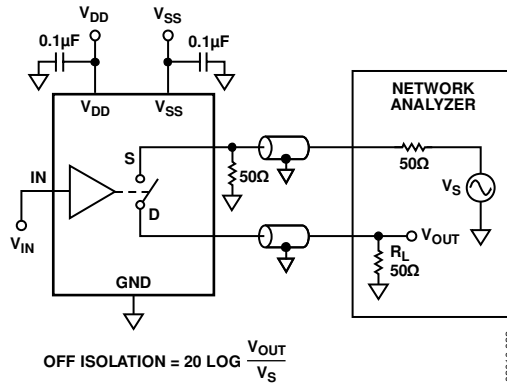 VDD
VSS
0.1µF
0.1µF
VDD
VSS
NETWORK
ANALYZER
S
50Ω
50Ω
VS
IN
D
VIN
VOUT
RL
50Ω
GND
OFF ISOLATION = 20 LOG VOUT
VS